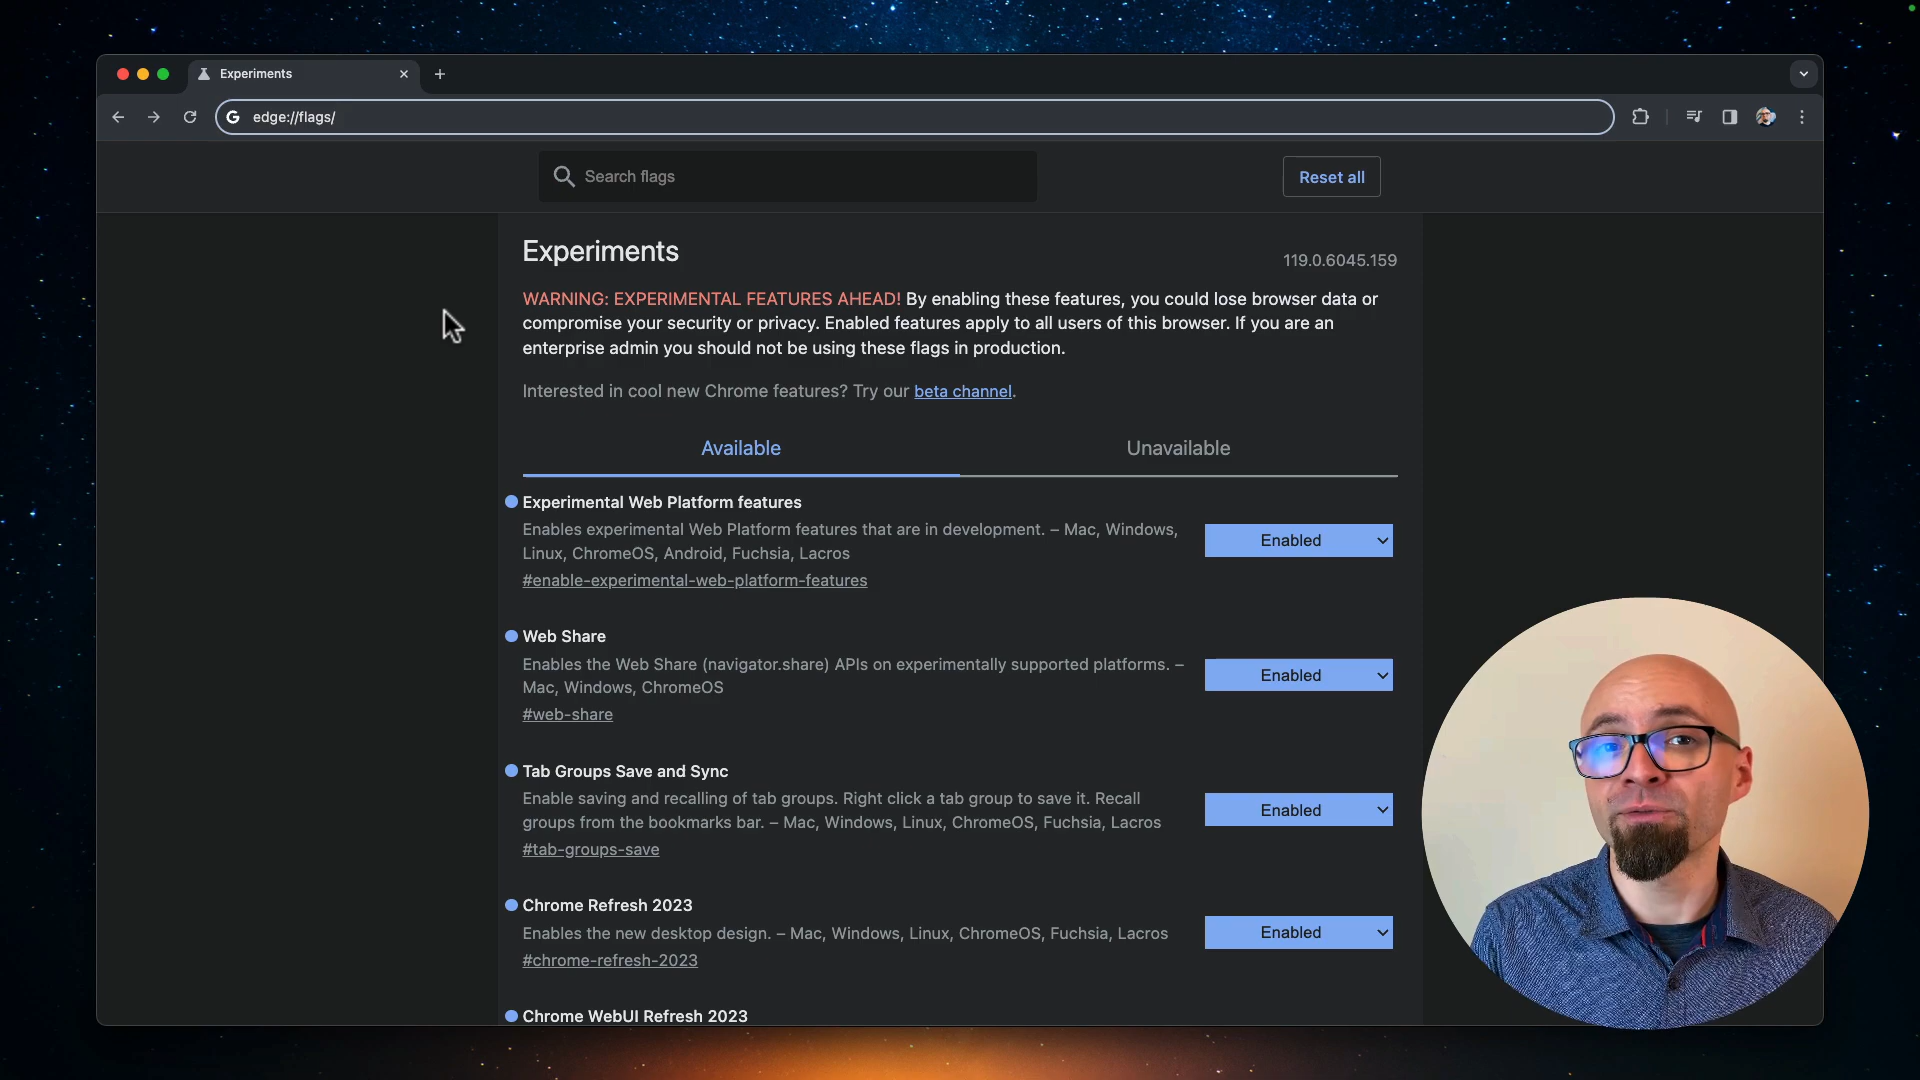 Experiments
edge://flags/
Search flags
Reset all
Experiments
119.0.6045.159
WARNING: EXPERIMENTAL FEATURES AHEAD! By enabling these features, you could lose browser data or
compromise your security or privacy. Enabled features apply to all users of this browser. If you are an
enterprise admin you should not be using these flags in production.
Interested in cool new Chrome features? Try our beta channel.
Available
Unavailable
Experimental Web Platform features
Enables experimental Web Platform features that are in development. – Mac, Windows,
Linux, ChromeOS, Android, Fuchsia, Lacros
#enable-experimental-web-platform-features
Enabled
Web Share
Enables the Web Share (navigator.share) APIs on experimentally supported platforms. –
Mac, Windows, ChromeOS
#web-share
Enabled
Tab Groups Save and Sync
Enable saving and recalling of tab groups. Right click a tab group to save it. Recall
groups from the bookmarks bar. – Mac, Windows, Linux, ChromeOS, Fuchsia, Lacros
#tab-groups-save
Enabled
Chrome Refresh 2023
Enables the new desktop design. – Mac, Windows, Linux, ChromeOS, Fuchsia, Lacros
#chrome-refresh-2023
Enabled
Chrome WebUI Refresh 2023